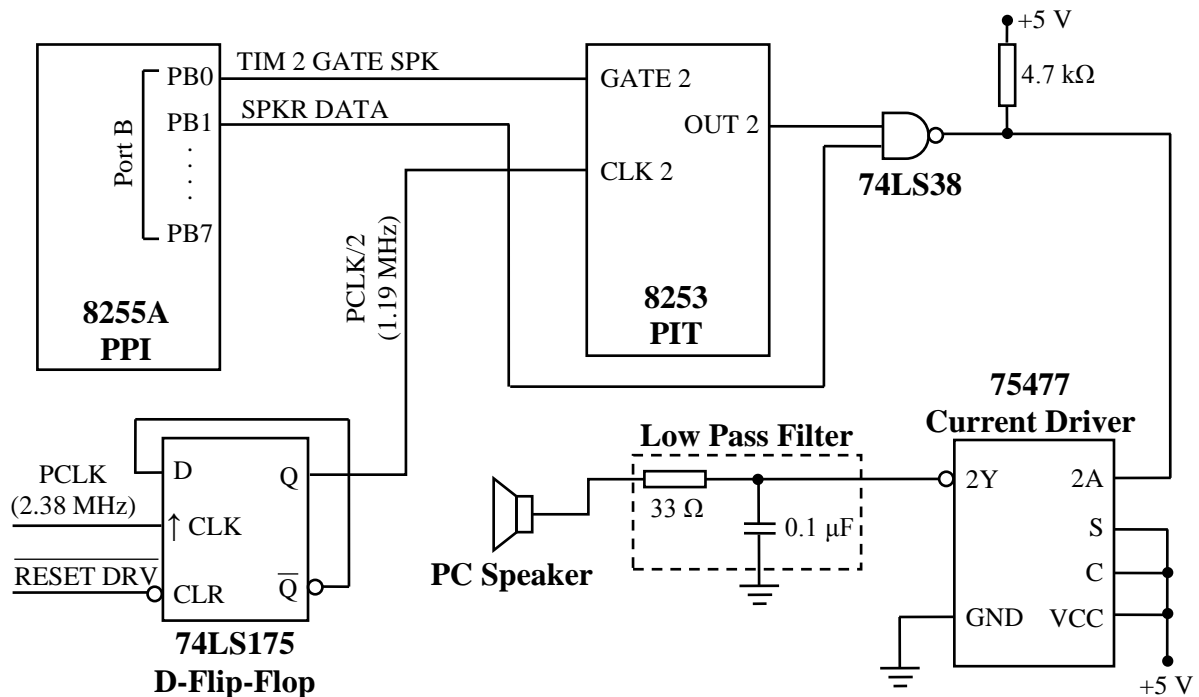 +5 V
4.7 kΩ
PB0
PB1
PB7
Port B
8255A
PPI
TIM 2 GATE SPK
SPKR DATA
GATE 2
OUT 2
CLK 2
8253
PIT
74LS38
PCLK/2
(1.19 MHz)
75477
Current Driver
2Y
2A
S
C
GND
VCC
+5 V
Low Pass Filter
33 Ω
0.1 μF
PC Speaker
PCLK
(2.38 MHz)
RESET DRV
D
Q
↑ CLK
CLR
Q̅
74LS175
D-Flip-Flop